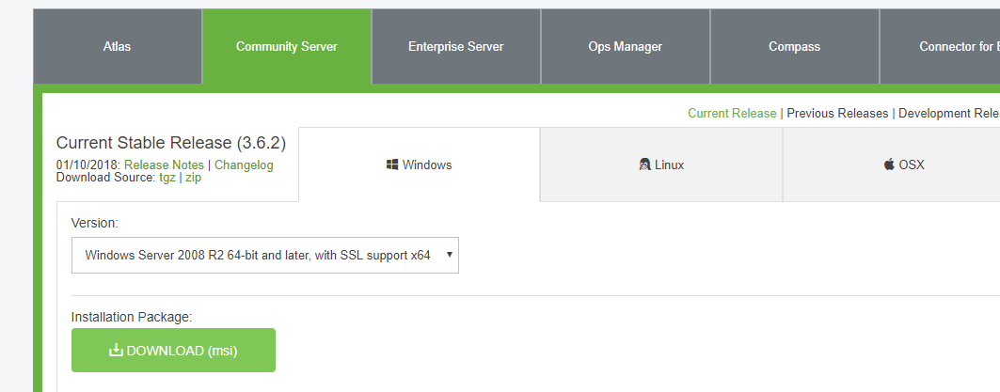 Atlas
Community Server
Enterprise Server
Ops Manager
Compass
Connector for
Current Release | Previous Releases | Development Rele
Current Stable Release (3.6.2)
01/10/2018: Release Notes | Changelog
Download Source: tgz | zip
Windows
Linux
OSX
Version:
Windows Server 2008 R2 64-bit and later, with SSL support x64
Installation Package:
DOWNLOAD (msi)